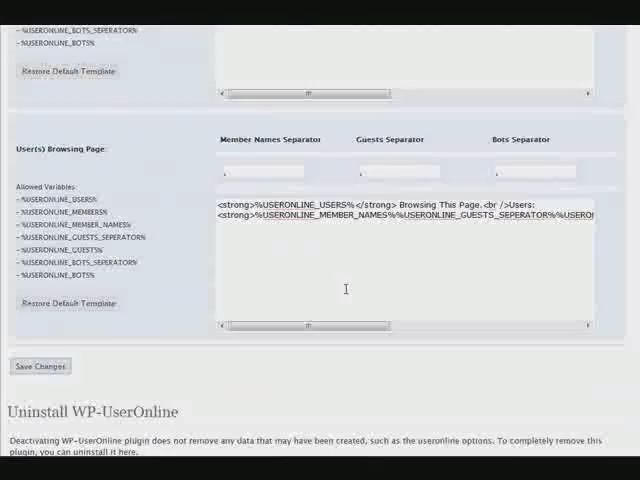 - %USERONLINE_BOTS_SEPERATOR%
- %USERONLINE_BOTS%
Restore Default Template
Member Names Separator Guests Separator Bots Separator
User(s) Browsing Page:
, , ,
Allowed Variables:
- %USERONLINE_USERS%
- %USERONLINE_MEMBERS%
- %USERONLINE_MEMBER_NAMES%
- %USERONLINE_GUESTS_SEPERATOR%
- %USERONLINE_GUESTS%
- %USERONLINE_BOTS_SEPERATOR%
- %USERONLINE_BOTS%
<strong>%USERONLINE_USERS%</strong> Browsing This Page.<br />Users:
<strong>%USERONLINE_MEMBER_NAMES%%USERONLINE_GUESTS_SEPERATOR%%USERO
Restore Default Template
Save Changes
Uninstall WP-UserOnline
Deactivating WP-UserOnline plugin does not remove any data that may have been created, such as the useronline options. To completely remove this
plugin, you can uninstall it here.